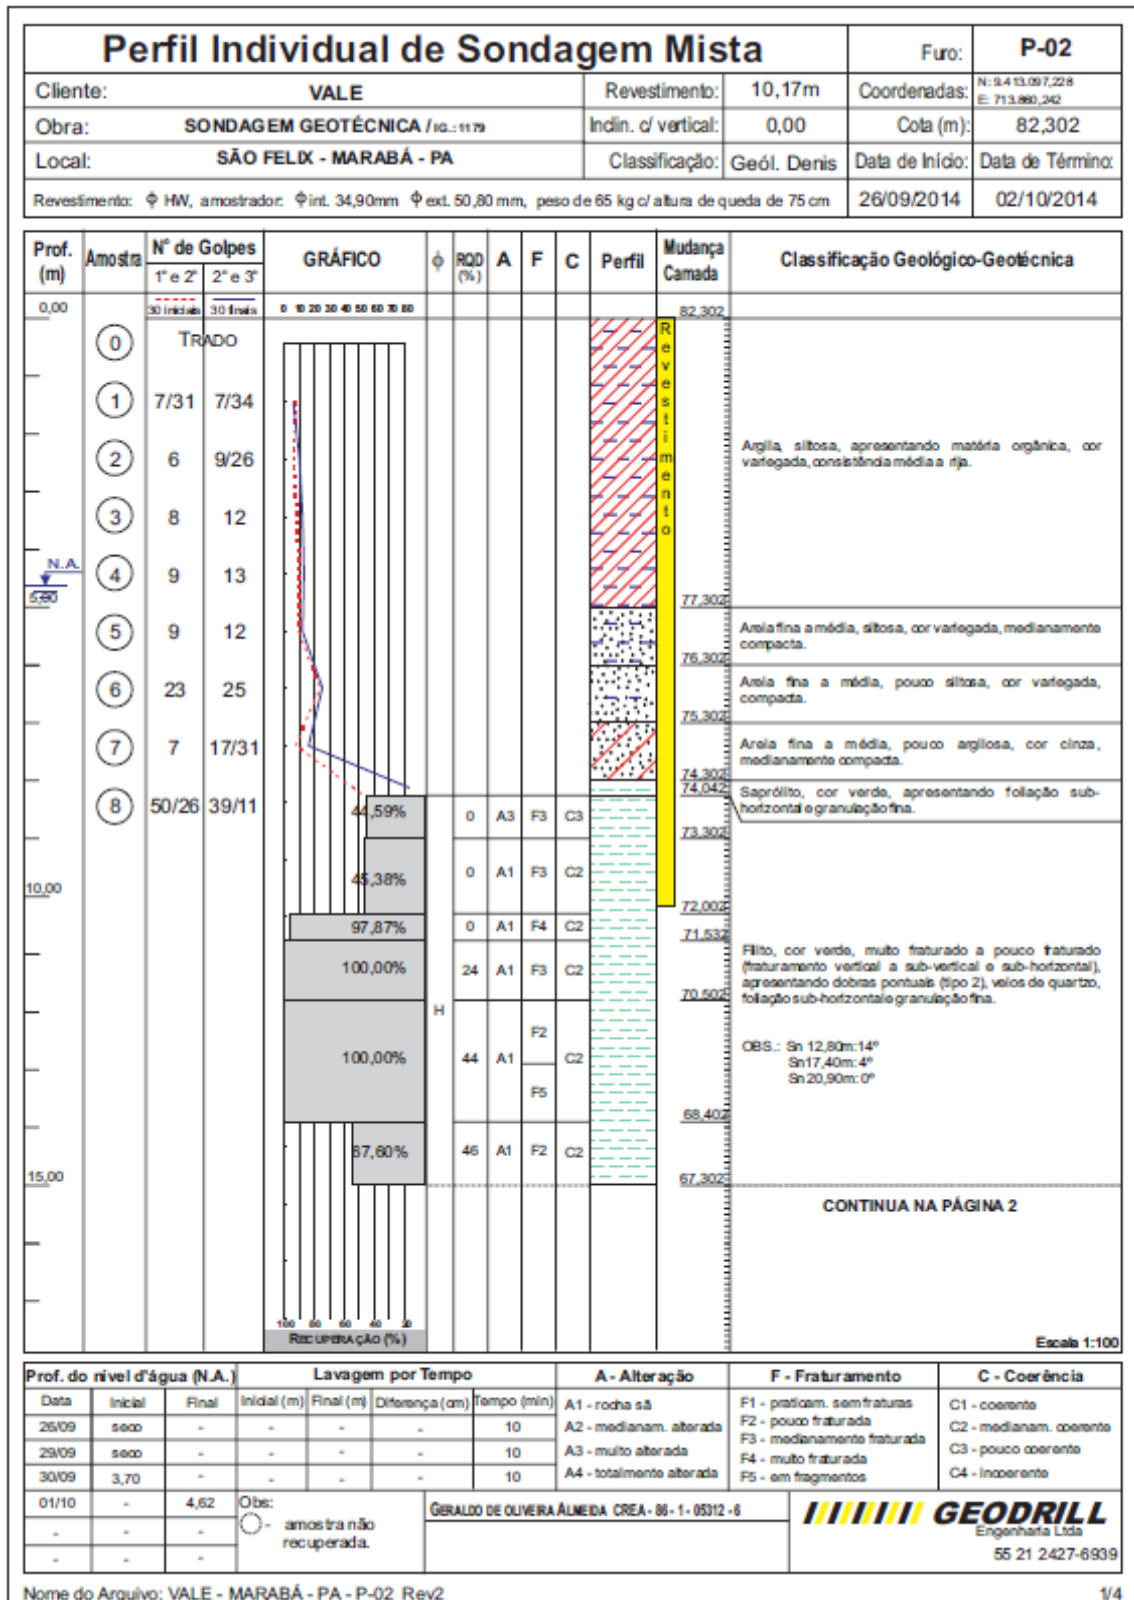 Perfil Individual de Sondagem Mista
Furo: P-02
Cliente: VALE
Revestimento: 10,17m
Coordenadas: N: 9.413.097,228
E: 713.860,242
Obra: SONDAGEM GEOTÉCNICA / IG.:1179
Inclin. c/ vertical: 0,00
Cota (m): 82,302
Local: SÃO FELIX - MARABÁ - PA
Classificação: Geól. Denis
Data de Início: Data de Término:
Revestimento: ϕ HW, amostrador: ϕ int. 34,90mm ϕ ext. 50,80 mm, peso de 65 kg c/ altura de queda de 75 cm
26/09/2014 02/10/2014
Prof. (m) Amostra Nº de Golpes GRÁFICO ϕ RQD (%) A F C Perfil Mudança Camada Classificação Geológico-Geotécnica
1° e 2° 2° e 3°
30 iniciais 30 finais 0 10 20 30 40 50 60 70 80
0,00 82,302
0 TRADO
1 7/31 7/34
2 6 9/26
3 8 12
4 9 13
5 9 12
6 23 25
7 7 17/31
8 50/26 39/11
N.A.
5,00
10,00
15,00
Revestimento
Argila, siltosa, apresentando matéria orgânica, cor
variegada, consistência média a rija.
77,302
Areia fina a média, siltosa, cor variegada, medianamente
compacta.
76,302
Areia fina a média, pouco siltosa, cor variegada,
compacta.
75,302
Areia fina a média, pouco argilosa, cor cinza,
medianamente compacta.
74,302
74,042
Saprólito, cor verde, apresentando foliação sub-
horizontal e granulação fina.
44,59% 0 A3 F3 C3
73,302
45,38% 0 A1 F3 C2
72,002
97,87% 0 A1 F4 C2
71,532
100,00% 24 A1 F3 C2
70,502
H
100,00% 44 A1 F2 F5 C2
68,402
67,60% 46 A1 F2 C2
67,302
Filito, cor verde, muito fraturado a pouco fraturado
(fraturamento vertical a sub-vertical e sub-horizontal),
apresentando dobras pontuais (tipo 2), veios de quartzo,
foliação sub-horizontal e granulação fina.
OBS.: Sn 12,80m:14º
Sn17,40m: 4º
Sn20,90m: 0º
CONTINUA NA PÁGINA 2
100 80 60 40 20
RECUPERAÇÃO (%)
Escala 1:100
Prof. do nível d'água (N.A.) Lavagem por Tempo A - Alteração F - Fraturamento C - Coerência
Data Inicial Final Inicial (m) Final (m) Diferença (cm) Tempo (min)
26/09 seco - - - - 10
29/09 seco - - - - 10
30/09 3,70 - - - - 10
01/10 - 4,62
- - -
- - -
A1 - rocha sã
A2 - medianam. alterada
A3 - muito alterada
A4 - totalmente alterada
F1 - praticam. sem fraturas
F2 - pouco fraturada
F3 - medianamente fraturada
F4 - muito fraturada
F5 - em fragmentos
C1 - coerente
C2 - medianam. coerente
C3 - pouco coerente
C4 - incoerente
Obs:
- amostra não
recuperada.
GERALDO DE OLIVEIRA ALMEIDA CREA - 86 - 1 - 05312 - 6
GEODRILL
Engenharia Ltda
55 21 2427-6939
Nome do Arquivo: VALE - MARABÁ - PA - P-02_Rev2
1/4